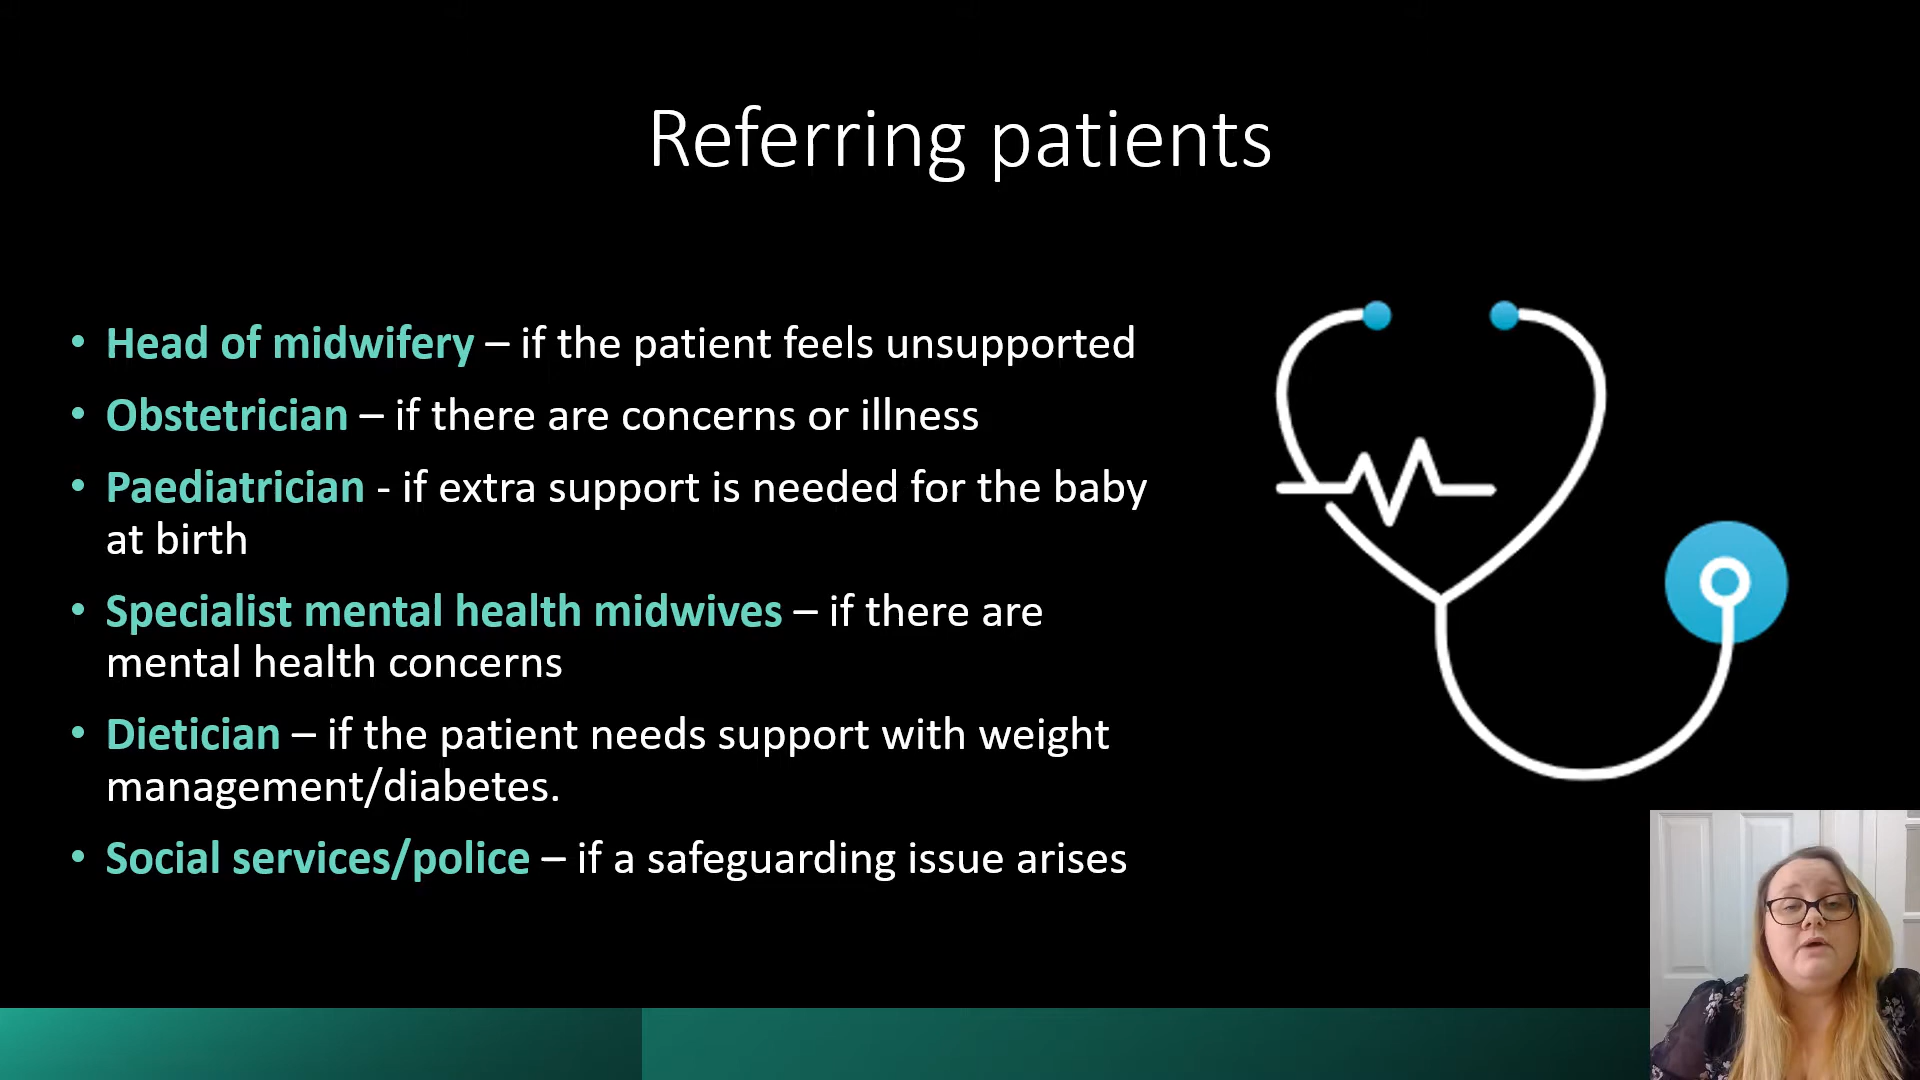 Referring patients
• Head of midwifery – if the patient feels unsupported
• Obstetrician – if there are concerns or illness
• Paediatrician - if extra support is needed for the baby
at birth
• Specialist mental health midwives – if there are
mental health concerns
• Dietician – if the patient needs support with weight
management/diabetes.
• Social services/police – if a safeguarding issue arises